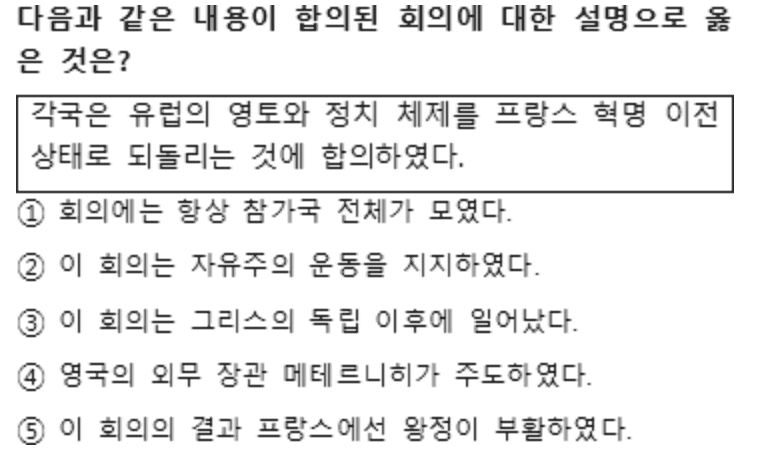 다음과 같은 내용이 합의된 회의에 대한 설명으로 옳
은 것은?
각국은 유럽의 영토와 정치 체제를 프랑스 혁명 이전
상태로 되돌리는 것에 합의하였다.
① 회의에는 항상 참가국 전체가 모였다.
② 이 회의는 자유주의 운동을 지지하였다.
③ 이 회의는 그리스의 독립 이후에 일어났다.
④ 영국의 외무 장관 메테르니히가 주도하였다.
⑤ 이 회의의 결과 프랑스에선 왕정이 부활하였다.